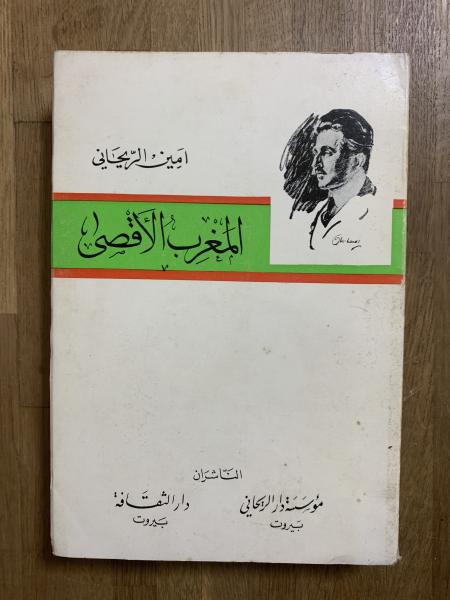 امين الريحاني
المغرب الأقصى
الناشران
مؤسسة دار الريحاني
بيروت
دار الثقافة
بيروت